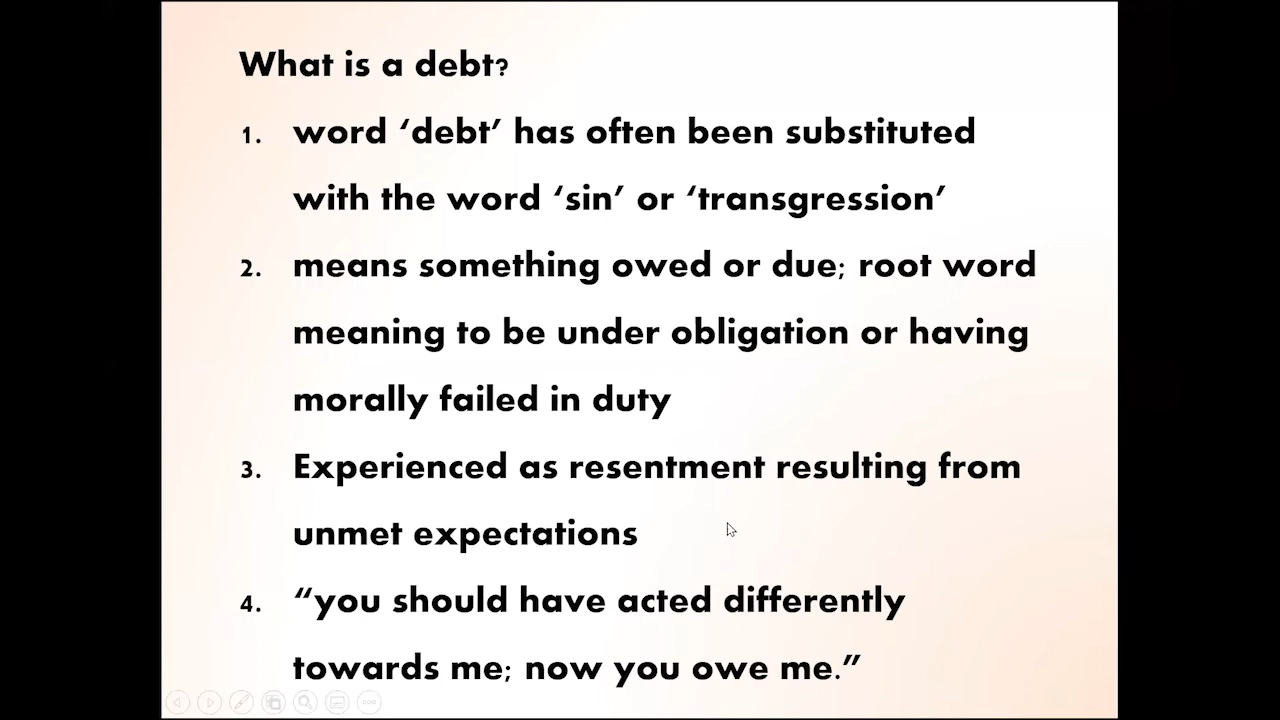 What is a debt?
1. word ‘debt’ has often been substituted
with the word ‘sin’ or ‘transgression’
2. means something owed or due; root word
meaning to be under obligation or having
morally failed in duty
3. Experienced as resentment resulting from
unmet expectations
4. “you should have acted differently
towards me; now you owe me.”